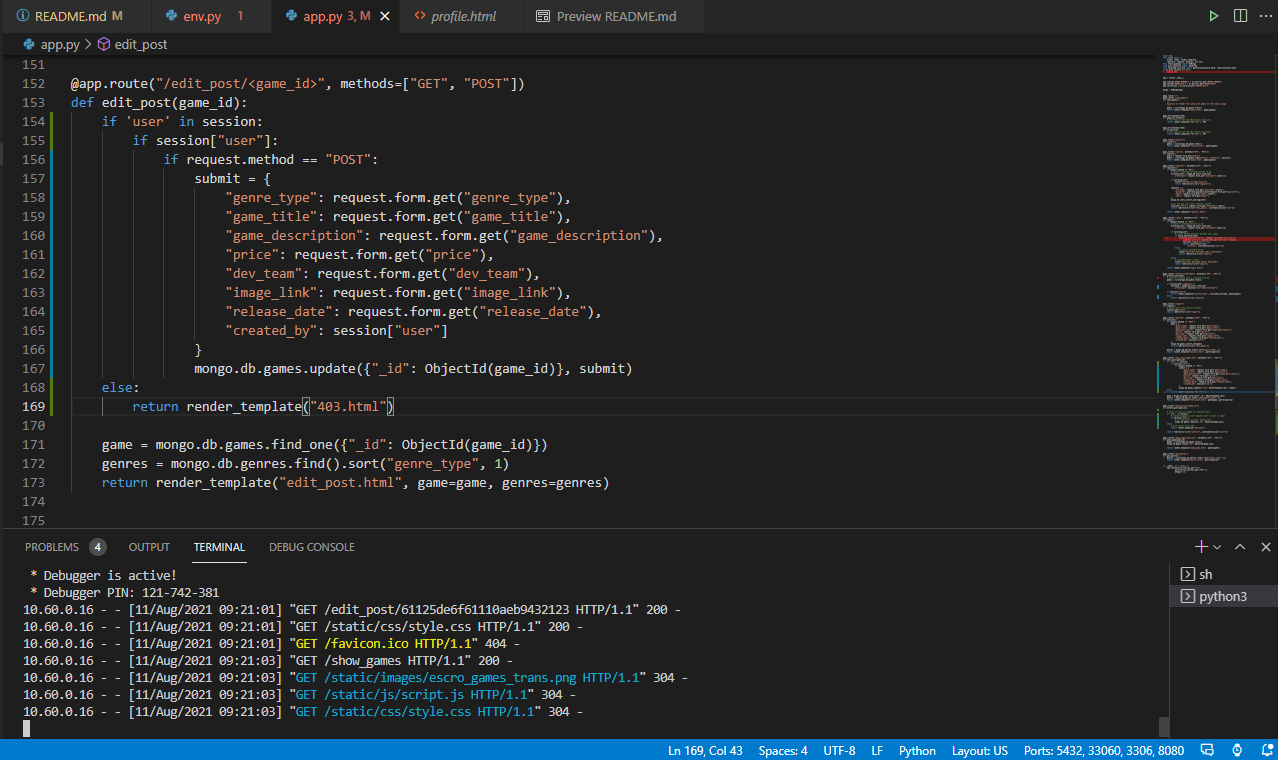 README.md M env.py 1 app.py 3, M profile.html Preview README.md
app.py > edit_post
151
152 @app.route("/edit_post/<game_id>", methods=["GET", "POST"])
153 def edit_post(game_id):
154 if 'user' in session:
155 if session["user"]:
156 if request.method == "POST":
157 submit = {
158 "genre_type": request.form.get("genre_type"),
159 "game_title": request.form.get("game_title"),
160 "game_description": request.form.get("game_description"),
161 "price": request.form.get("price"),
162 "dev_team": request.form.get("dev_team"),
163 "image_link": request.form.get("image_link"),
164 "release_date": request.form.get("release_date"),
165 "created_by": session["user"]
166 }
167 mongo.db.games.update({"_id": ObjectId(game_id)}, submit)
168 else:
169 return render_template("403.html")
170
171 game = mongo.db.games.find_one({"_id": ObjectId(game_id)})
172 genres = mongo.db.genres.find().sort("genre_type", 1)
173 return render_template("edit_post.html", game=game, genres=genres)
174
175
PROBLEMS 4 OUTPUT TERMINAL DEBUG CONSOLE
* Debugger is active!
* Debugger PIN: 121-742-381
10.60.0.16 - - [11/Aug/2021 09:21:01] "GET /edit_post/61125de6f61110aeb9432123 HTTP/1.1" 200 -
10.60.0.16 - - [11/Aug/2021 09:21:01] "GET /static/css/style.css HTTP/1.1" 200 -
10.60.0.16 - - [11/Aug/2021 09:21:01] "GET /favicon.ico HTTP/1.1" 404 -
10.60.0.16 - - [11/Aug/2021 09:21:03] "GET /show_games HTTP/1.1" 200 -
10.60.0.16 - - [11/Aug/2021 09:21:03] "GET /static/images/escro_games_trans.png HTTP/1.1" 304 -
10.60.0.16 - - [11/Aug/2021 09:21:03] "GET /static/js/script.js HTTP/1.1" 304 -
10.60.0.16 - - [11/Aug/2021 09:21:03] "GET /static/css/style.css HTTP/1.1" 304 -
sh
python3
Ln 169, Col 43 Spaces: 4 UTF-8 LF Python Layout: US Ports: 5432, 33060, 3306, 8080